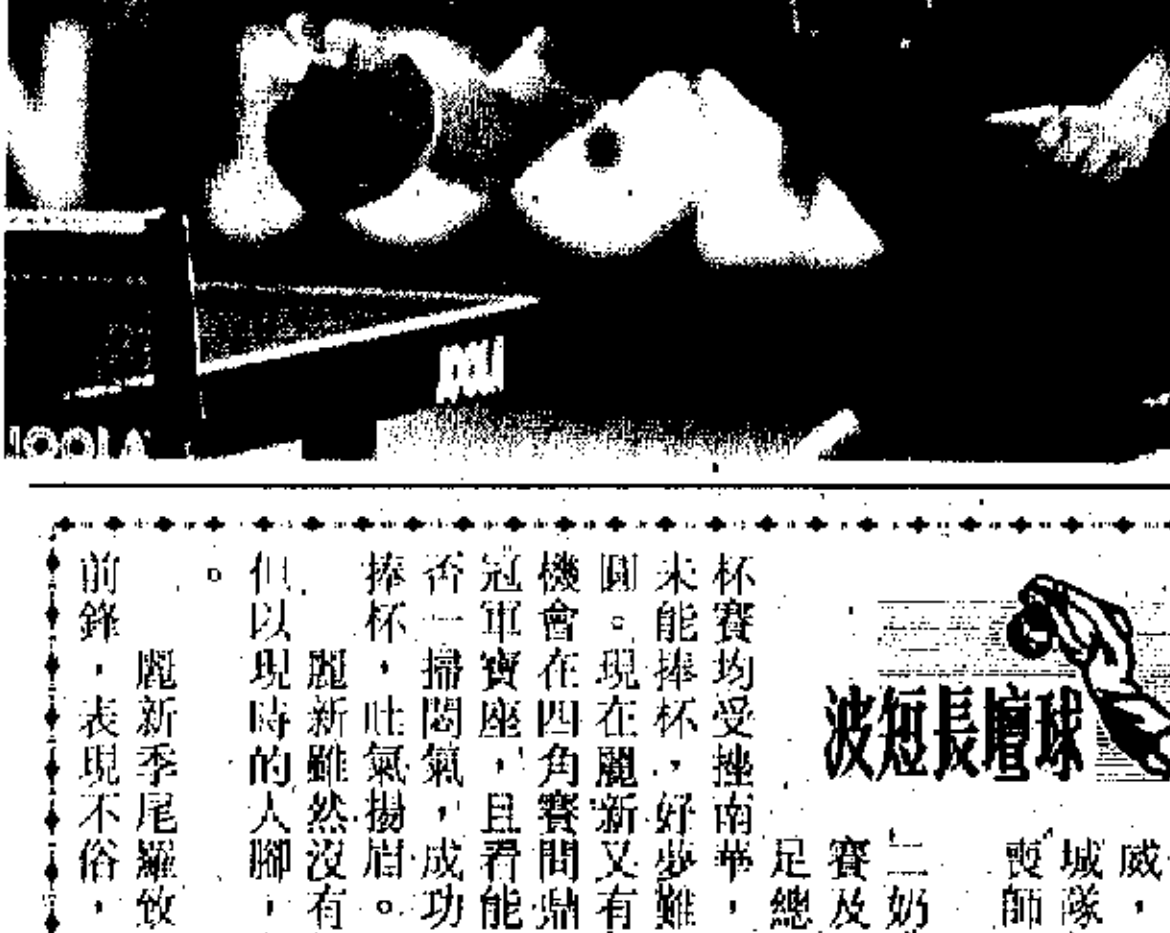 JOOLA
球壇長短波
威，
城隊
喪師
二奶
賽及
足總
杯賽均受挫南華，
未能捧杯，好夢難
圓。現在麗新又有
機會在四角賽問鼎
冠軍寶座，且看能
否一掃悶氣，成功
捧杯，吐氣揚眉。
麗新雖然沒有
但以現時的人腳，
。
麗新季尾羅致
前鋒，表現不俗，